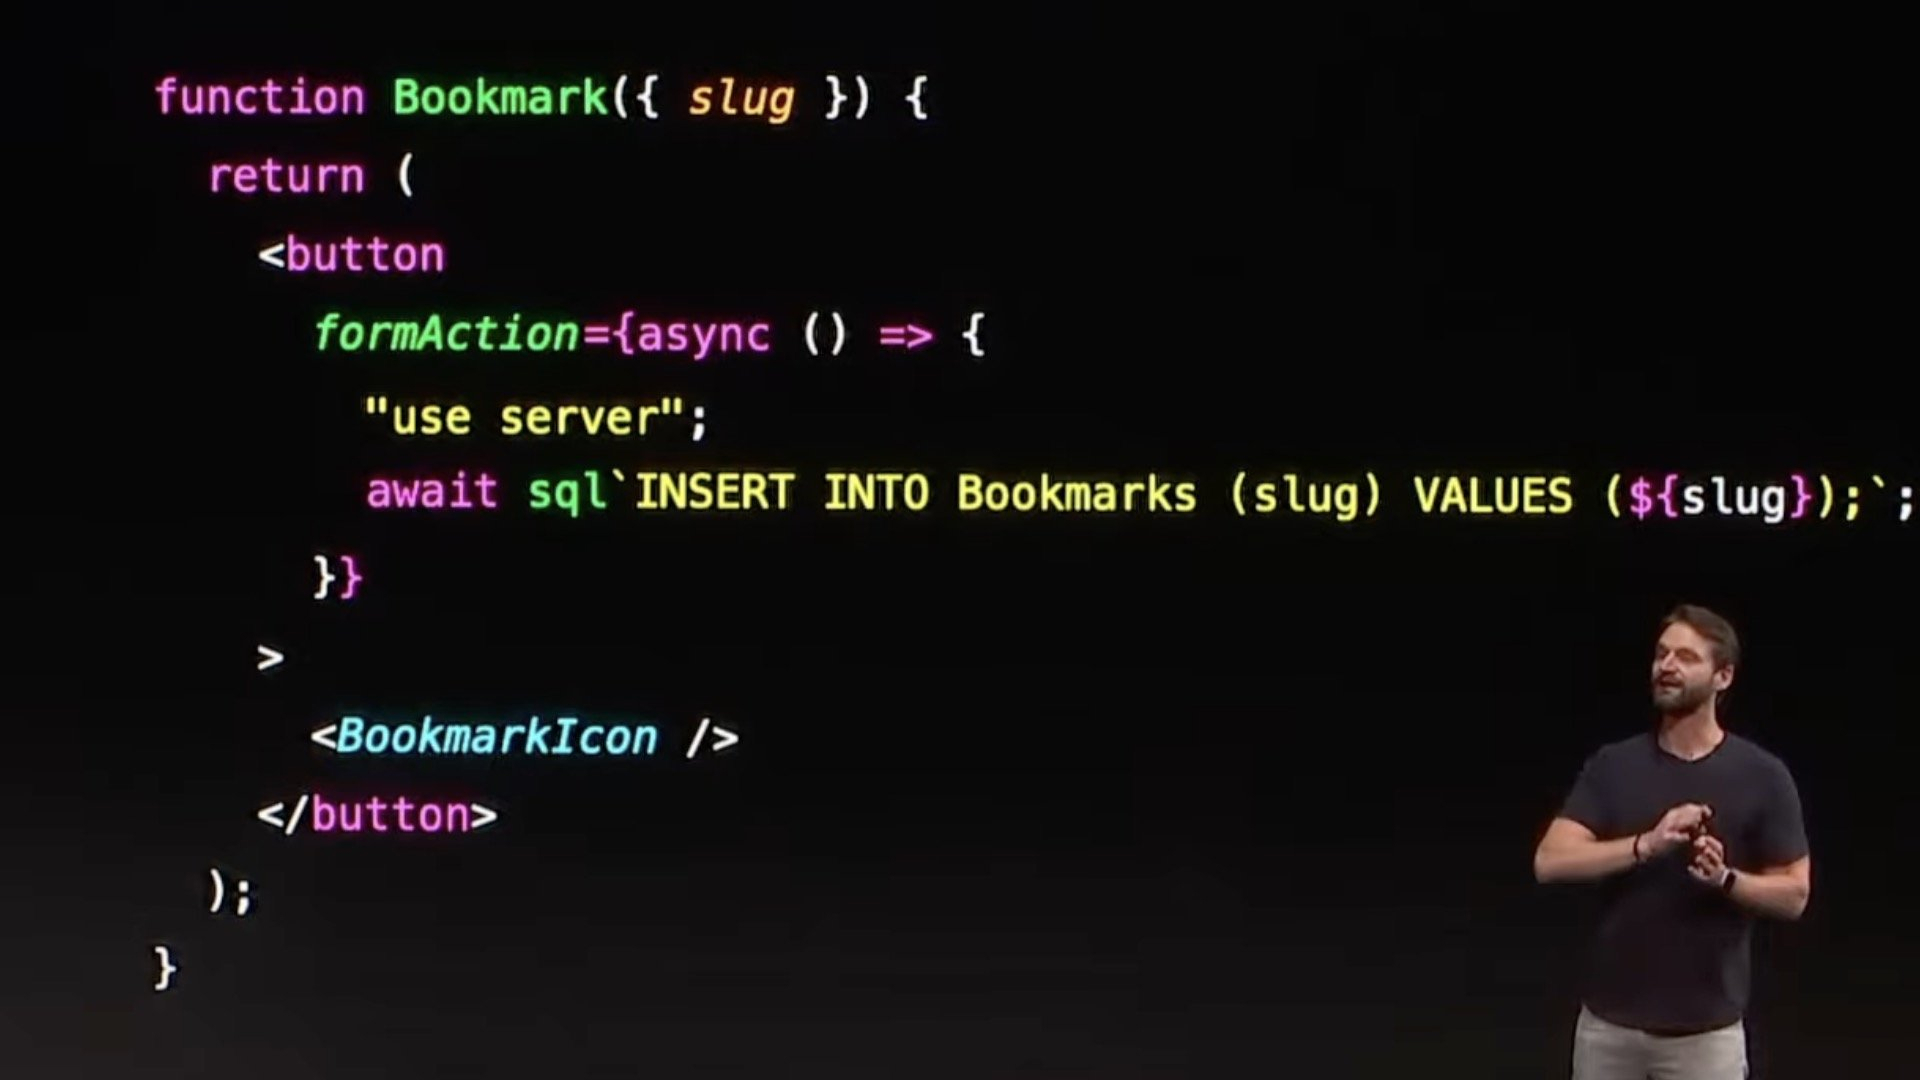 function Bookmark({ slug }) {
return (
<button
formAction={async () => {
"use server";
await sql`INSERT INTO Bookmarks (slug) VALUES (${slug});`;
}}
>
<BookmarkIcon />
</button>
);
}